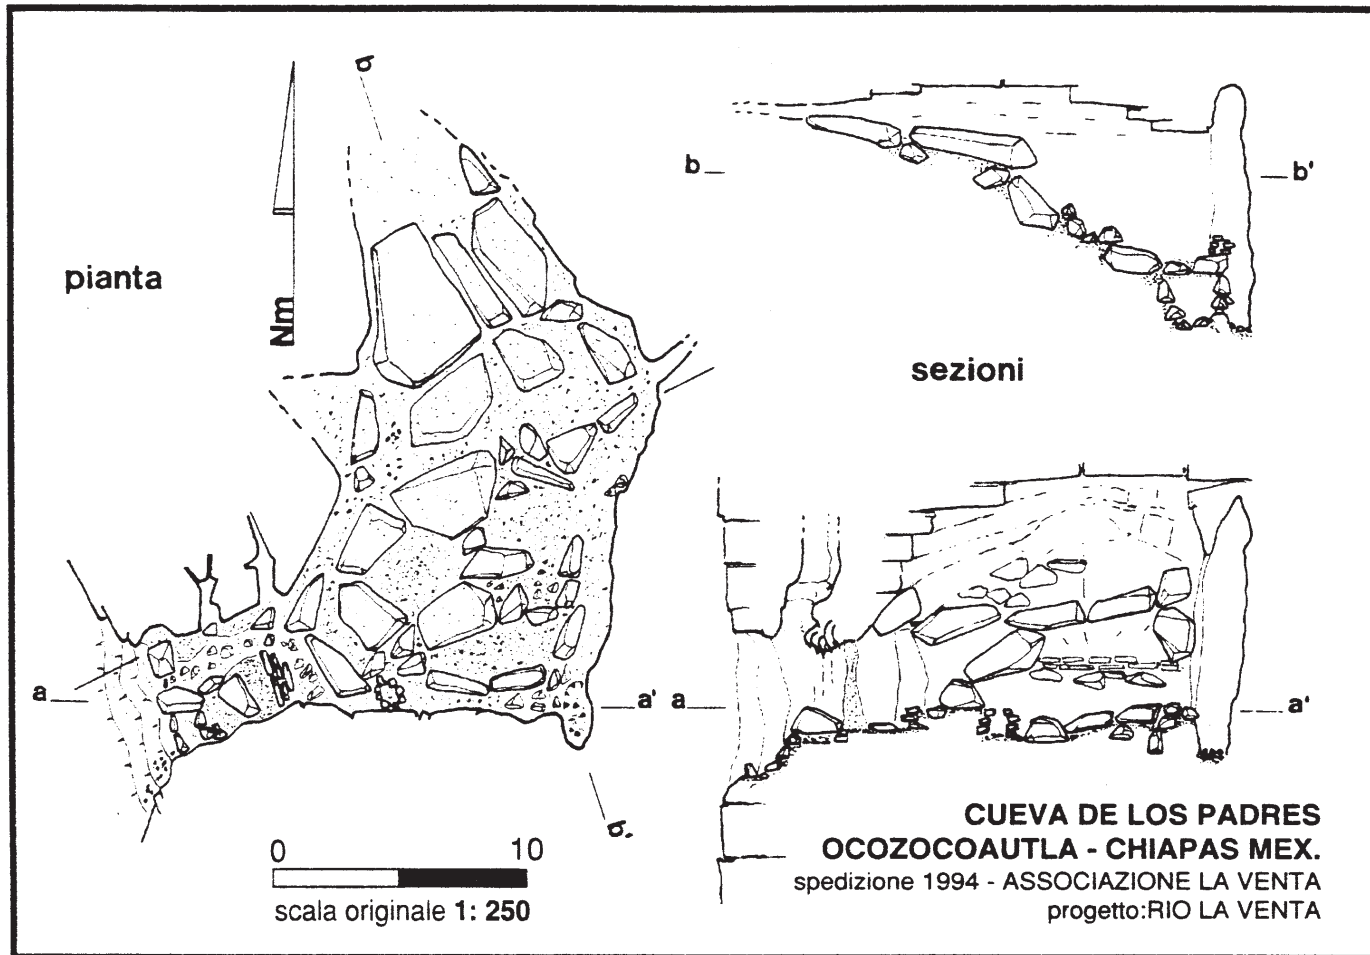 pianta
Nm
b
b'
a
a'
0 10
scala originale 1: 250
b
b'
sezioni
a
a'
CUEVA DE LOS PADRES
OCOZOCOAUTLA - CHIAPAS MEX.
spedizione 1994 - ASSOCIAZIONE LA VENTA
progetto:RIO LA VENTA